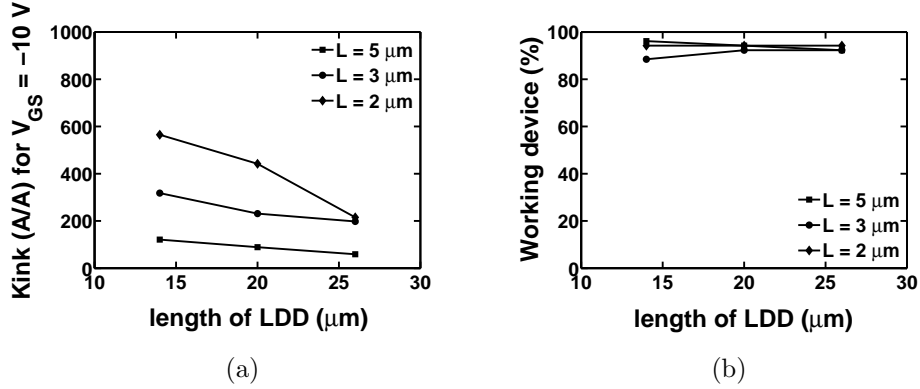 Kink (A/A) for V_GS = −10 V
1000
800
600
400
200
0
L = 5 μm
L = 3 μm
L = 2 μm
10
15
20
25
30
length of LDD (μm)
(a)
Working device (%)
100
80
60
40
20
0
L = 5 μm
L = 3 μm
L = 2 μm
10
15
20
25
30
length of LDD (μm)
(b)